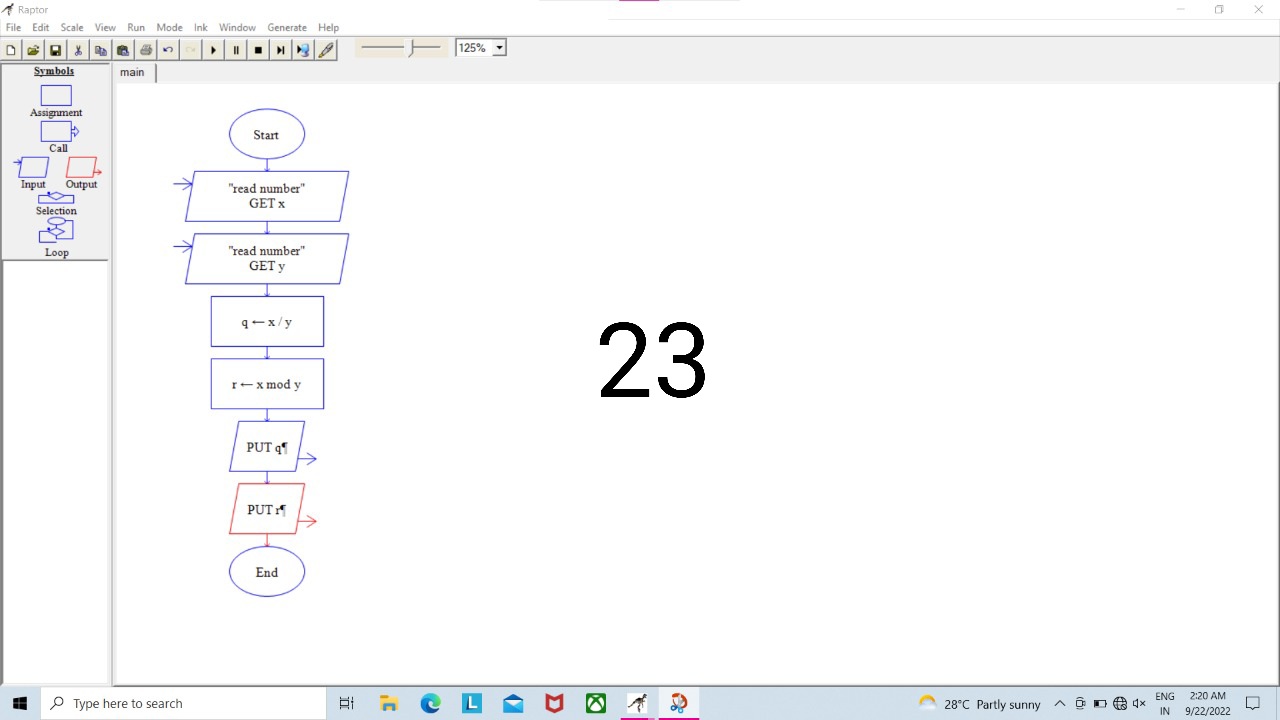 Raptor
File Edit Scale View Run Mode Ink Window Generate Help
125%
Symbols
main
Assignment
Call
Input Output
Selection
Loop
Start
"read number"
GET x
"read number"
GET y
q ← x / y
r ← x mod y
PUT q¶
PUT r¶
End
23
Type here to search
L
28°C Partly sunny
ENG
IN
2:20 AM
9/22/2022